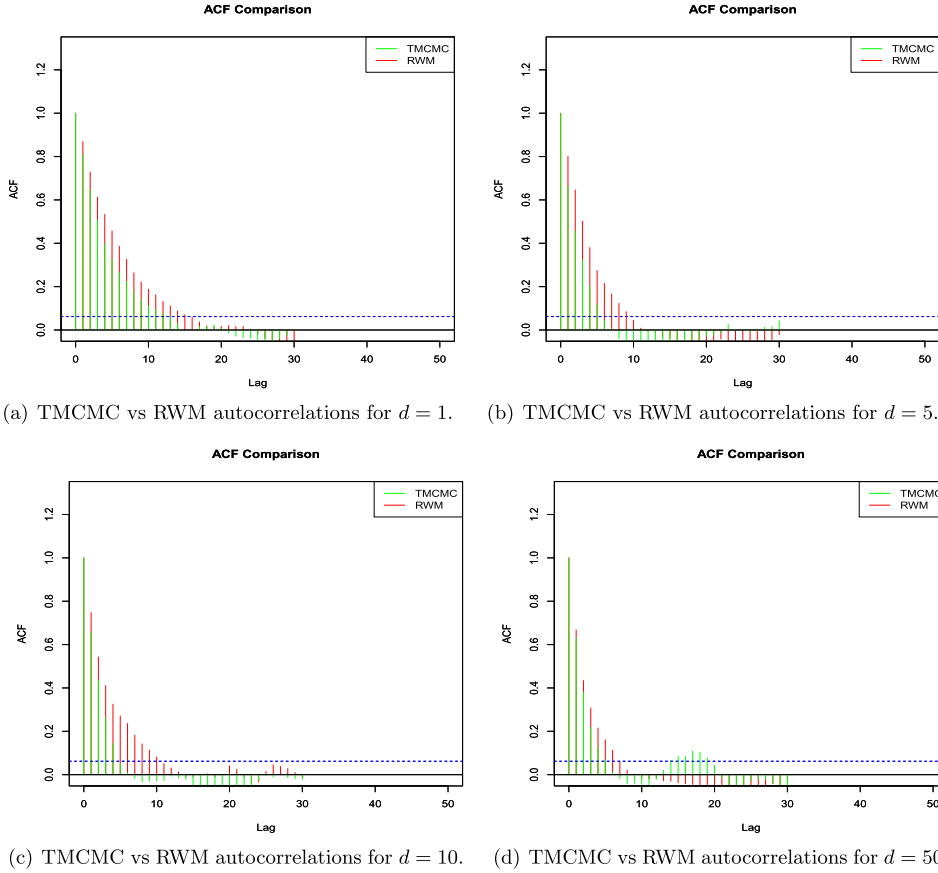 ACF Comparison
TMCMC
RWM
1.2
1.0
0.8
0.6
0.4
0.2
0.0
ACF
0 10 20 30 40 50
Lag
(a) TMCMC vs RWM autocorrelations for d = 1.
ACF Comparison
TMCMC
RWM
1.2
1.0
0.8
0.6
0.4
0.2
0.0
ACF
0 10 20 30 40 50
Lag
(b) TMCMC vs RWM autocorrelations for d = 5.
ACF Comparison
TMCMC
RWM
1.2
1.0
0.8
0.6
0.4
0.2
0.0
ACF
0 10 20 30 40 50
Lag
(c) TMCMC vs RWM autocorrelations for d = 10.
ACF Comparison
TMCMC
RWM
1.2
1.0
0.8
0.6
0.4
0.2
0.0
ACF
0 10 20 30 40 50
Lag
(d) TMCMC vs RWM autocorrelations for d = 50